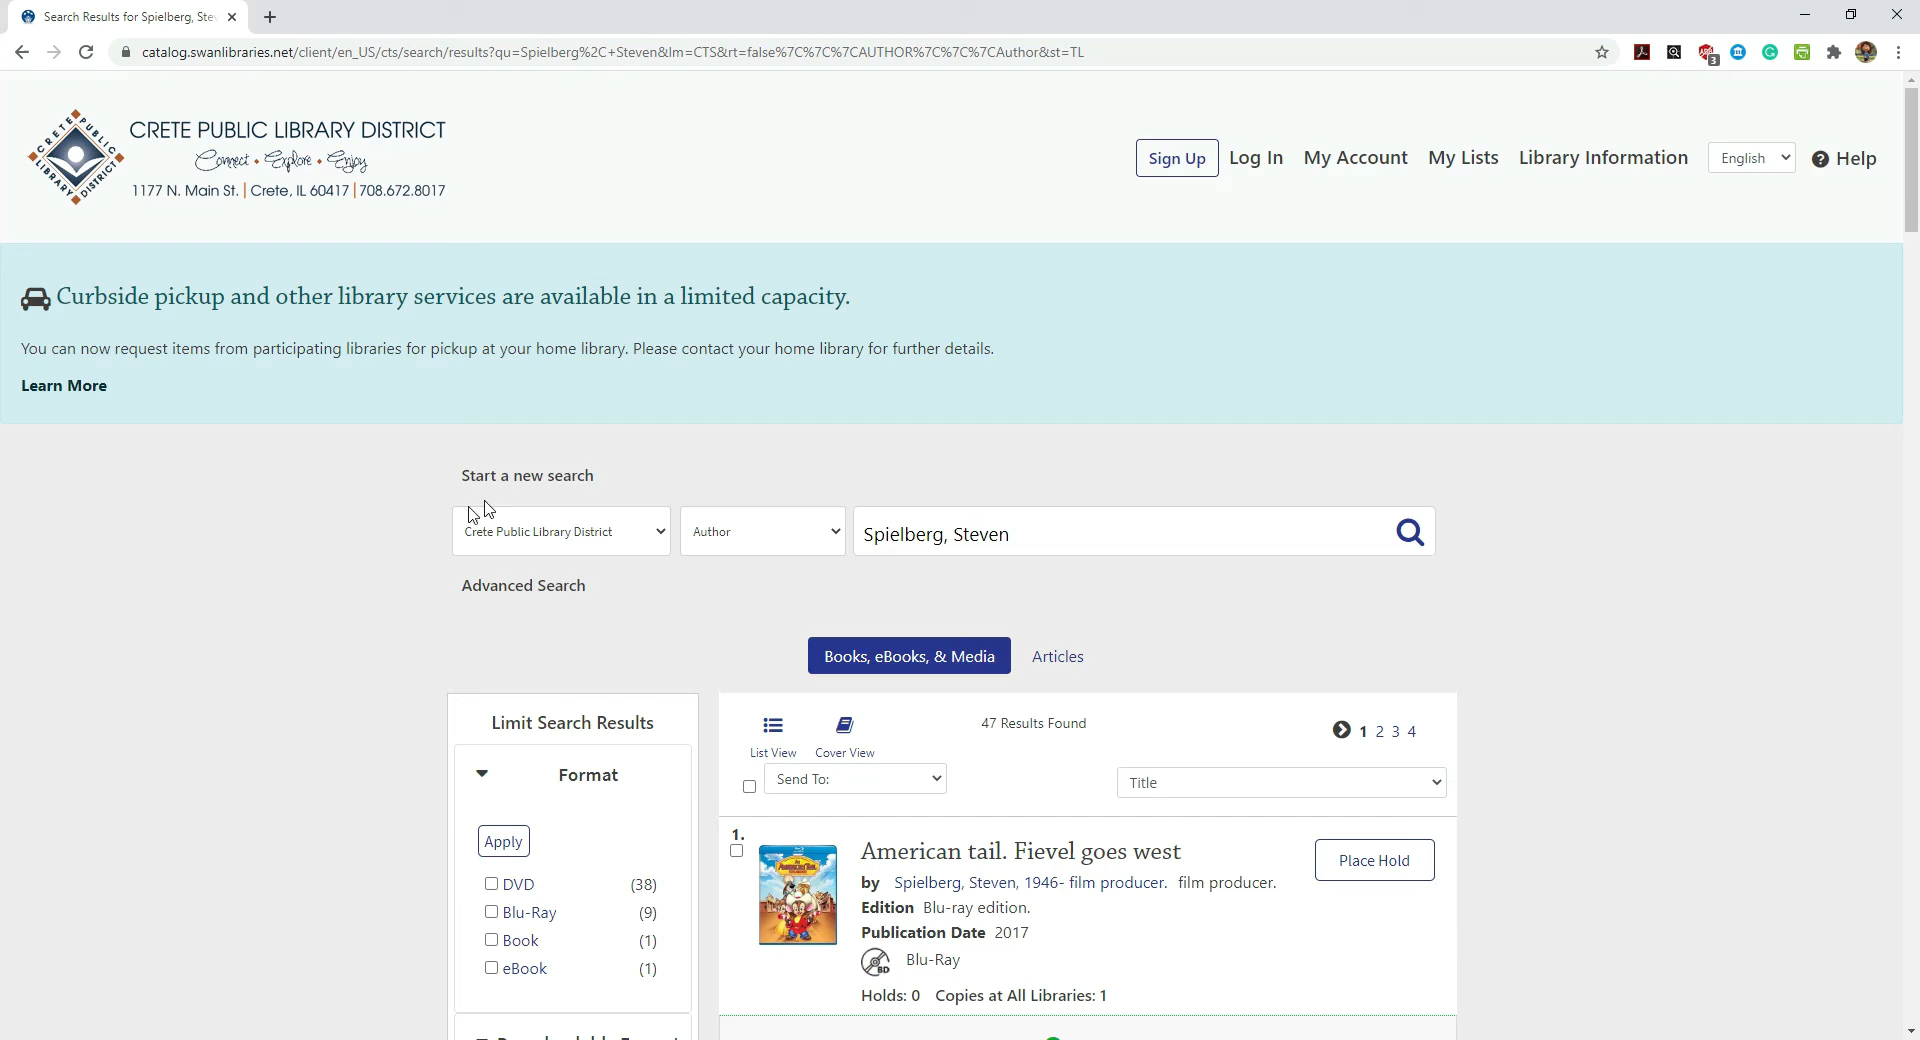 Search Results for Spielberg, Ste
catalog.swanlibraries.net/client/en_US/cts/search/results?qu=Spielberg%2C+Steven&lm=CTS&rt=false%7C%7C%7CAUTHOR%7C%7C%7CAuthor&st=TL
3
CRETE PUBLIC LIBRARY DISTRICT
CRETE PUBLIC LIBRARY DISTRICT
Connect • Explore • Enjoy
1177 N. Main St. | Crete, IL 60417 | 708.672.8017
Sign Up Log In My Account My Lists Library Information English Help
Curbside pickup and other library services are available in a limited capacity.
You can now request items from participating libraries for pickup at your home library. Please contact your home library for further details.
Learn More
Start a new search
Crete Public Library District Author Spielberg, Steven
Advanced Search
Books, eBooks, & Media Articles
Limit Search Results
Format
Apply
DVD (38)
Blu-Ray (9)
Book (1)
eBook (1)
List View Cover View
47 Results Found
1 2 3 4
Send To: Title
1.
American tail. Fievel goes west
Place Hold
by Spielberg, Steven, 1946- film producer. film producer.
Edition Blu-ray edition.
Publication Date 2017
BD Blu-Ray
Holds: 0 Copies at All Libraries: 1